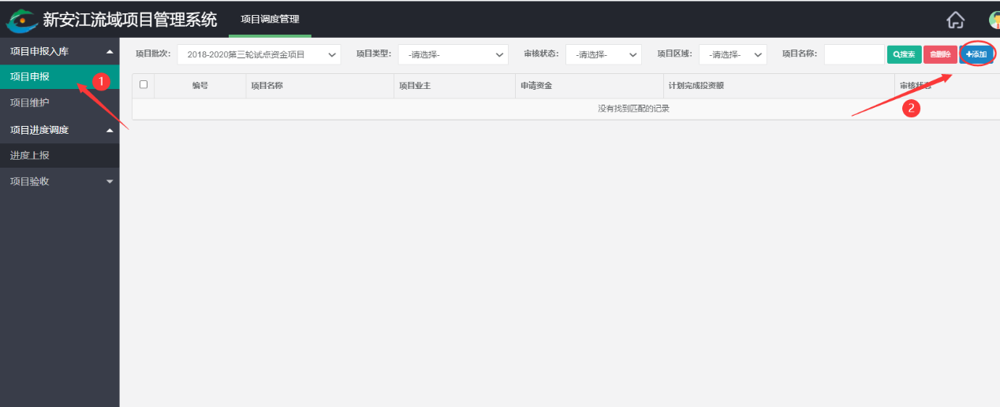 新安江流域项目管理系统 项目调度管理
项目申报入库
项目申报
项目维护
项目进度调度
进度上报
项目验收
项目批次: 2018-2020第三轮试点资金项目 项目类型: -请选择- 审核状态: -请选择- 项目区域: -请选择- 项目名称: 搜索 删除 +添加
编号 项目名称 项目业主 申请资金 计划完成投资额 审核状态
没有找到匹配的记录
1
2